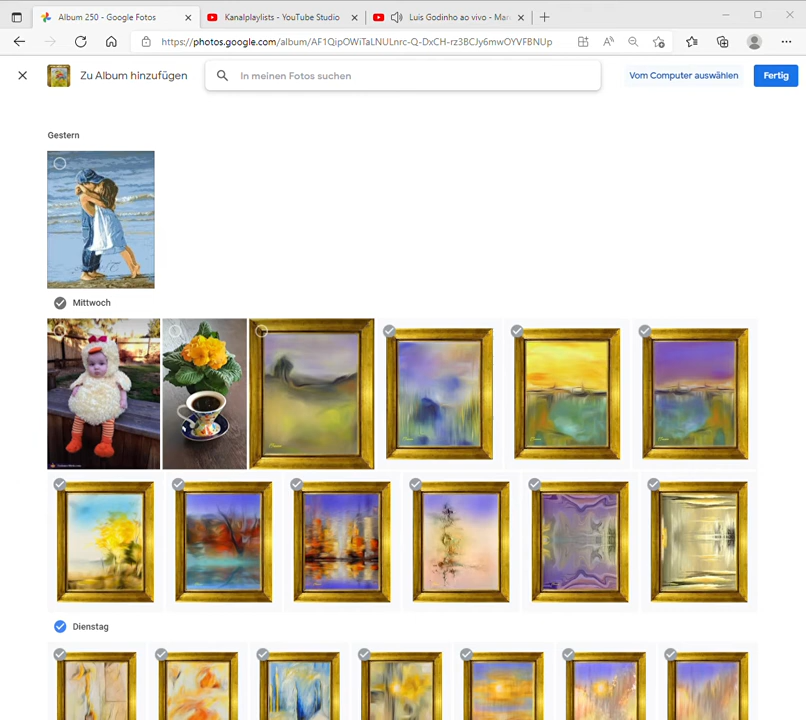 Album 250 - Google Fotos
Kanalplaylists - YouTube Studio
Luis Godinho ao vivo - Mar
https://photos.google.com/album/AF1QipOWiTaLNULnrc-Q-DxCH-rz3BCJy6mwOYVFBNUp
Zu Album hinzufügen
In meinen Fotos suchen
Vom Computer auswählen
Fertig
Gestern
Mittwoch
Dienstag